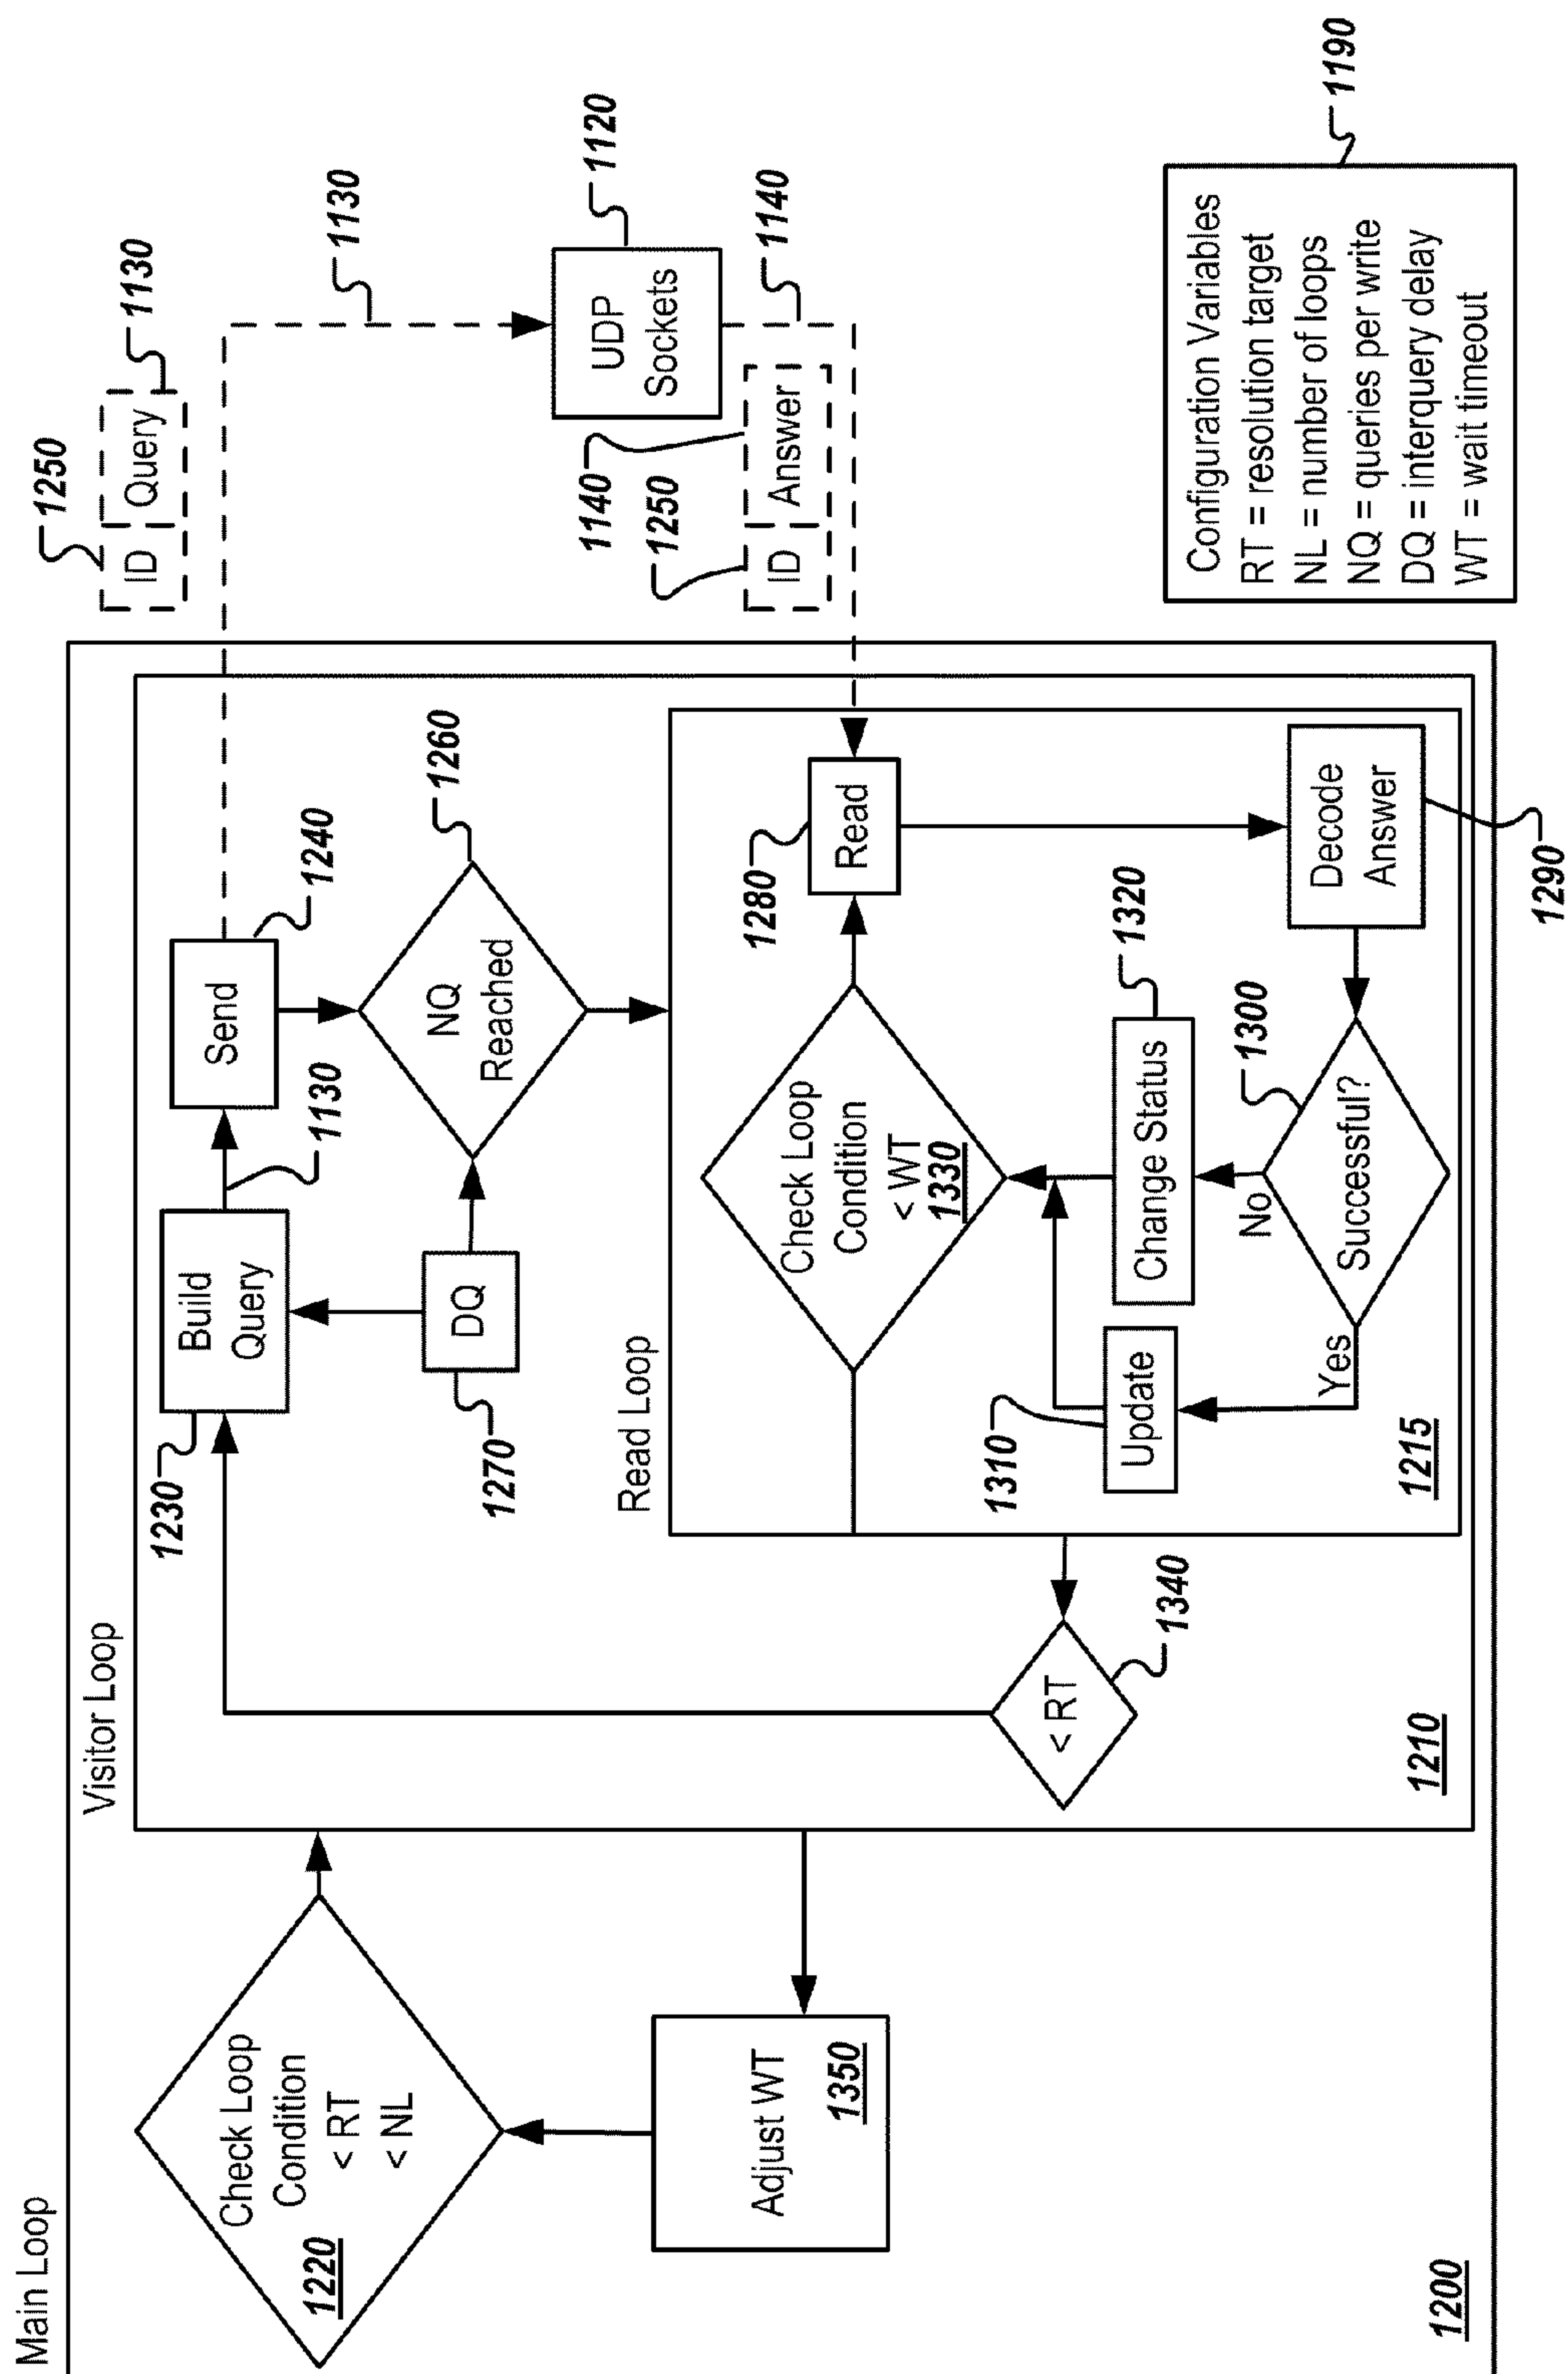 Main Loop
Visitor Loop
Check Loop
Condition
< RT
< NL
1220
Adjust WT
1350
1200
1230
Build
Query
1130
Send
1240
1250
ID
Query
1130
1130
DQ
1270
NQ
Reached
1260
UDP
Sockets
1120
1140
1250
ID
Answer
1140
Read Loop
Check Loop
Condition
< WT
1330
1280
Read
Update
1310
Change Status
1320
Decode
Answer
1290
Successful?
1300
No
Yes
1215
< RT
1340
1210
Configuration Variables
RT = resolution target
NL = number of loops
NQ = queries per write
DQ = interquery delay
WT = wait timeout
1190